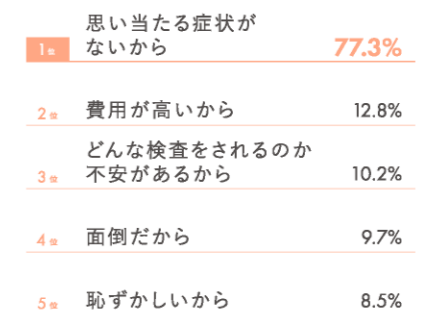 思い当たる症状が
1位 ないから 77.3%
2位 費用が高いから 12.8%
どんな検査をされるのか
3位 不安があるから 10.2%
4位 面倒だから 9.7%
5位 恥ずかしいから 8.5%